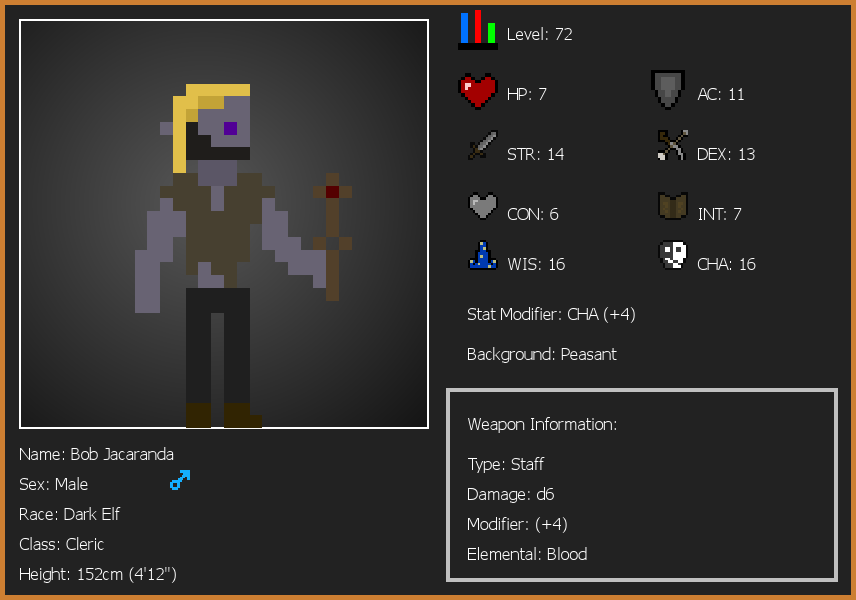 Level: 72
HP: 7
AC: 11
STR: 14
DEX: 13
CON: 6
INT: 7
WIS: 16
CHA: 16
Stat Modifier: CHA (+4)
Background: Peasant
Weapon Information:
Type: Staff
Damage: d6
Modifier: (+4)
Elemental: Blood
Name: Bob Jacaranda
Sex: Male
Race: Dark Elf
Class: Cleric
Height: 152cm (4'12")